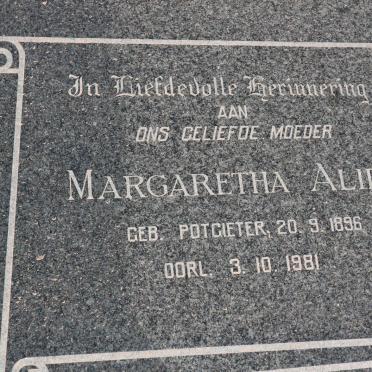 In Liefdevolle Herinnering
AAN
ONS GELIEFDE MOEDER
MARGARETHA
GEB. POTGIETER, 20. 9. 1896
OORL. 3. 10. 1981